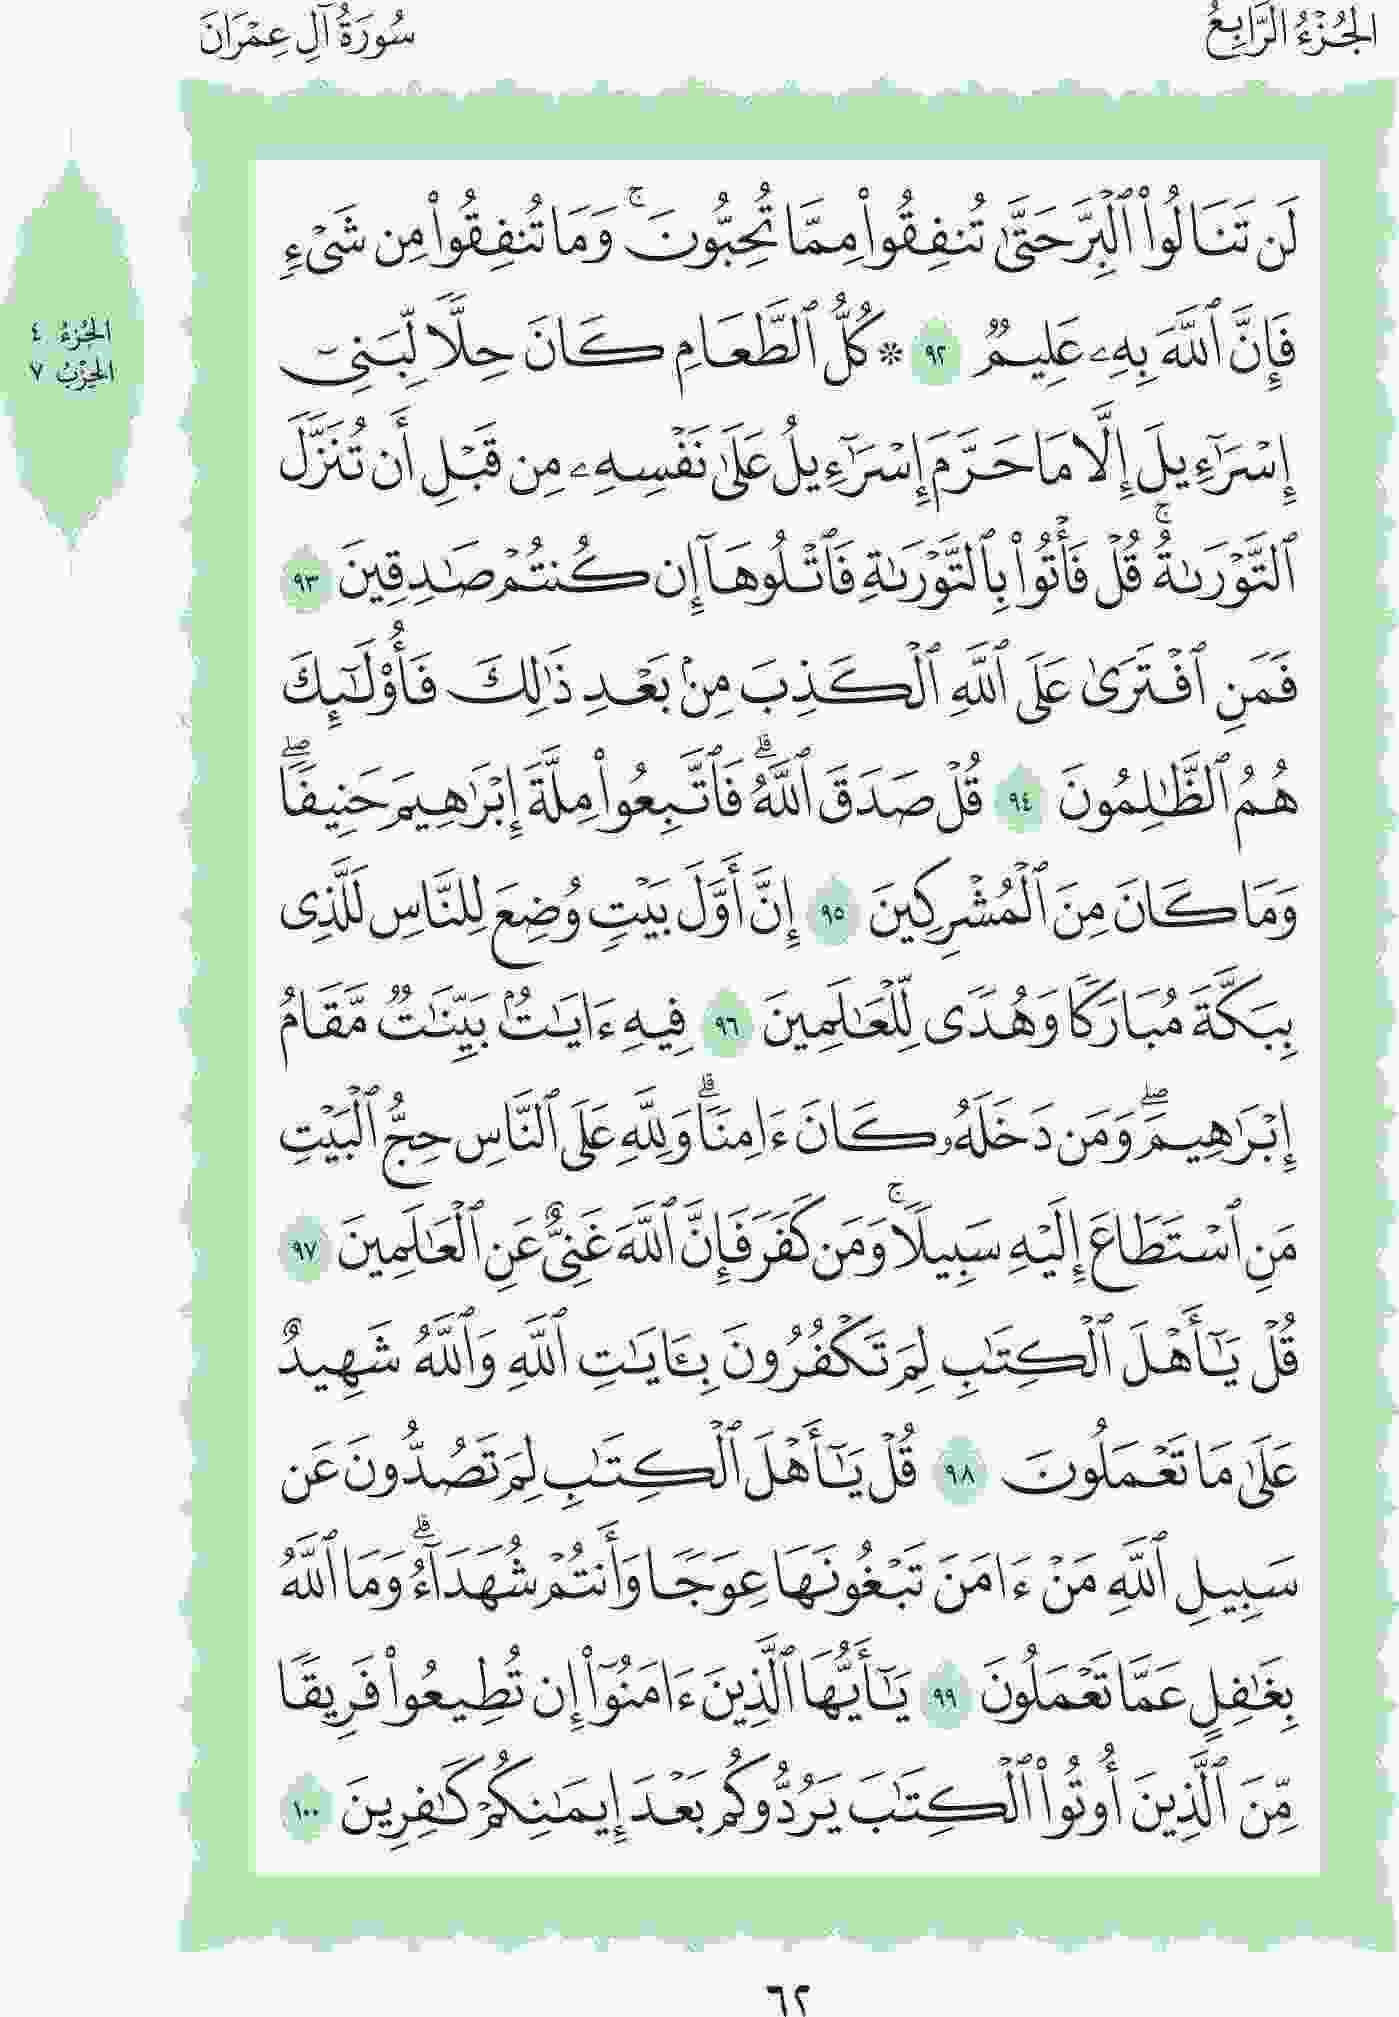 الجُزْءُ الرَّابِعُ
سُورَةُ آلِ عِمْرَانَ
الجُزْءُ ٤
الحِزْبُ ٧
لَن تَنَالُوا۟ ٱلْبِرَّ حَتَّىٰ تُنفِقُوا۟ مِمَّا تُحِبُّونَ ۚ وَمَا تُنفِقُوا۟ مِن شَىْءٍ
فَإِنَّ ٱللَّهَ بِهِۦ عَلِيمٌ ٩٢ ۞ كُلُّ ٱلطَّعَامِ كَانَ حِلًّا لِّبَنِىٓ
إِسْرَٰٓءِيلَ إِلَّا مَا حَرَّمَ إِسْرَٰٓءِيلُ عَلَىٰ نَفْسِهِۦ مِن قَبْلِ أَن تُنَزَّلَ
ٱلتَّوْرَىٰةُ ۗ قُلْ فَأْتُوا۟ بِٱلتَّوْرَىٰةِ فَٱتْلُوهَآ إِن كُنتُمْ صَٰدِقِينَ ٩٣
فَمَنِ ٱفْتَرَىٰ عَلَى ٱللَّهِ ٱلْكَذِبَ مِنۢ بَعْدِ ذَٰلِكَ فَأُو۟لَٰٓئِكَ
هُمُ ٱلظَّٰلِمُونَ ٩٤ قُلْ صَدَقَ ٱللَّهُ ۗ فَٱتَّبِعُوا۟ مِلَّةَ إِبْرَٰهِيمَ حَنِيفًا ۖ
وَمَا كَانَ مِنَ ٱلْمُشْرِكِينَ ٩٥ إِنَّ أَوَّلَ بَيْتٍ وُضِعَ لِلنَّاسِ لَلَّذِى
بِبَكَّةَ مُبَارَكًا وَهُدًى لِّلْعَٰلَمِينَ ٩٦ فِيهِ ءَايَٰتٌۢ بَيِّنَٰتٌ مَّقَامُ
إِبْرَٰهِيمَ ۖ وَمَن دَخَلَهُۥ كَانَ ءَامِنًا ۗ وَلِلَّهِ عَلَى ٱلنَّاسِ حِجُّ ٱلْبَيْتِ
مَنِ ٱسْتَطَاعَ إِلَيْهِ سَبِيلًا ۚ وَمَن كَفَرَ فَإِنَّ ٱللَّهَ غَنِىٌّ عَنِ ٱلْعَٰلَمِينَ ٩٧
قُلْ يَٰٓأَهْلَ ٱلْكِتَٰبِ لِمَ تَكْفُرُونَ بِـَٔايَٰتِ ٱللَّهِ وَٱللَّهُ شَهِيدٌ
عَلَىٰ مَا تَعْمَلُونَ ٩٨ قُلْ يَٰٓأَهْلَ ٱلْكِتَٰبِ لِمَ تَصُدُّونَ عَن
سَبِيلِ ٱللَّهِ مَنْ ءَامَنَ تَبْغُونَهَا عِوَجًا وَأَنتُمْ شُهَدَآءُ ۗ وَمَا ٱللَّهُ
بِغَٰفِلٍ عَمَّا تَعْمَلُونَ ٩٩ يَٰٓأَيُّهَا ٱلَّذِينَ ءَامَنُوٓا۟ إِن تُطِيعُوا۟ فَرِيقًا
مِّنَ ٱلَّذِينَ أُوتُوا۟ ٱلْكِتَٰبَ يَرُدُّوكُم بَعْدَ إِيمَٰنِكُمْ كَٰفِرِينَ ١٠٠
٦٢